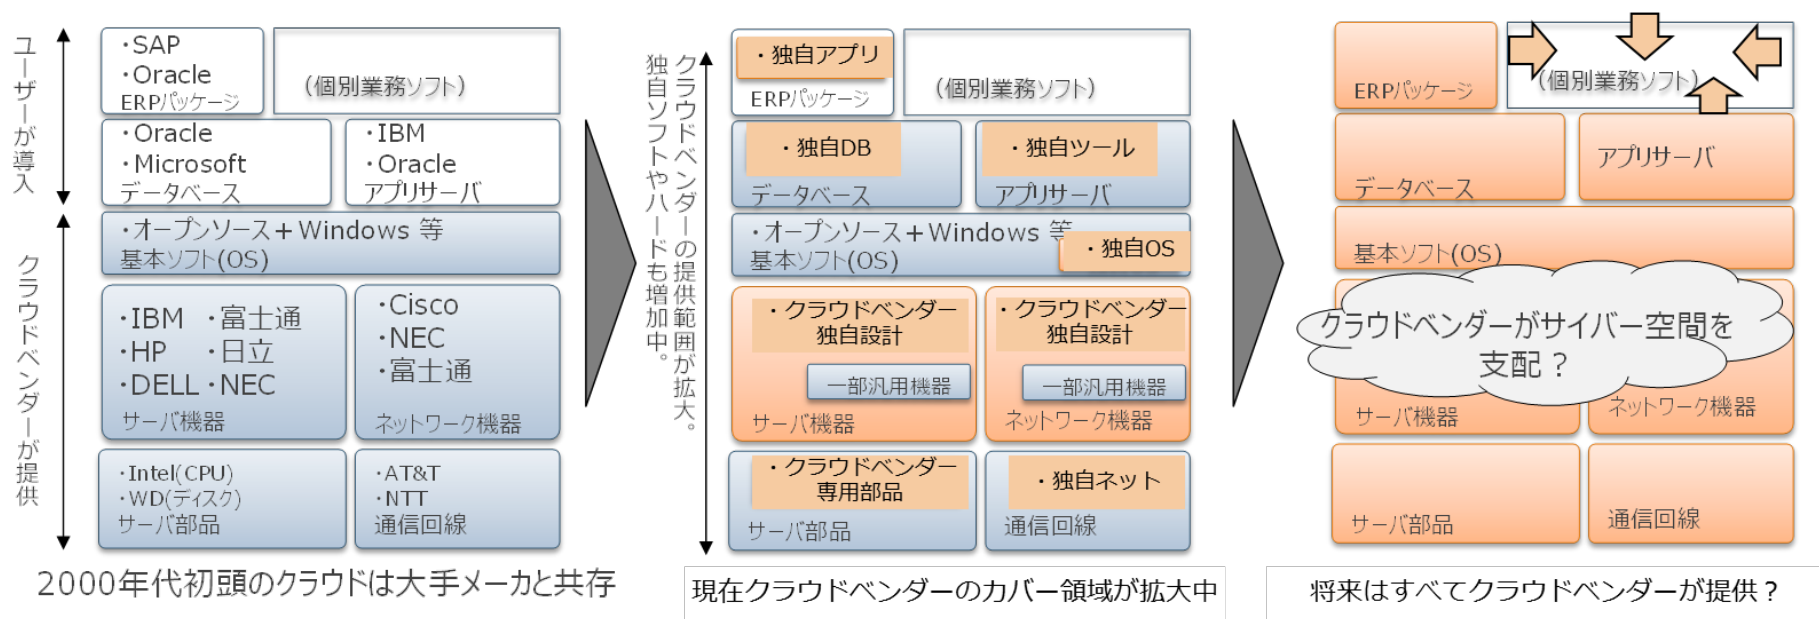 ユーザーが導入
クラウドベンダーが提供
・SAP
・Oracle
ERPパッケージ
(個別業務ソフト)
・Oracle
・Microsoft
データベース
・IBM
・Oracle
アプリサーバ
・オープンソース＋Windows 等
基本ソフト(OS)
・IBM ・富士通
・HP ・日立
・DELL ・NEC
サーバ機器
・Cisco
・NEC
・富士通
ネットワーク機器
・Intel(CPU)
・WD(ディスク)
サーバ部品
・AT&T
・NTT
通信回線
2000年代初頭のクラウドは大手メーカと共存
クラウドベンダーの提供範囲が拡大。
独自ソフトやハードも増加中。
・独自アプリ
ERPパッケージ
(個別業務ソフト)
・独自DB
データベース
・独自ツール
アプリサーバ
・オープンソース＋Windows 等
基本ソフト(OS)
・独自OS
・クラウドベンダー
独自設計
一部汎用機器
サーバ機器
・クラウドベンダー
独自設計
一部汎用機器
ネットワーク機器
・クラウドベンダー
専用部品
サーバ部品
・独自ネット
通信回線
現在クラウドベンダーのカバー領域が拡大中
ERPパッケージ
(個別業務ソフト)
データベース
アプリサーバ
基本ソフト(OS)
クラウドベンダーがサイバー空間を
支配？
サーバ機器
ネットワーク機器
サーバ部品
通信回線
将来はすべてクラウドベンダーが提供？